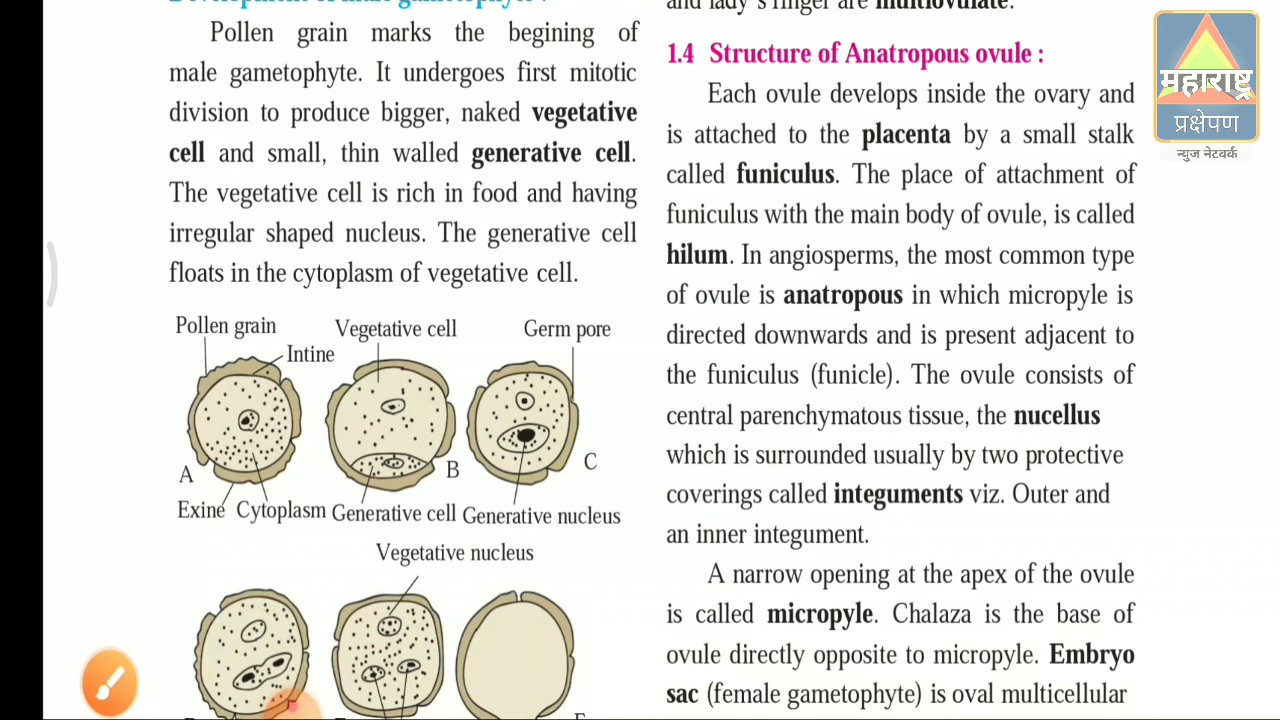 Development of male gametophyte :
Pollen grain marks the begining of
male gametophyte. It undergoes first mitotic
division to produce bigger, naked vegetative
cell and small, thin walled generative cell.
The vegetative cell is rich in food and having
irregular shaped nucleus. The generative cell
floats in the cytoplasm of vegetative cell.
Pollen grain
Vegetative cell
Germ pore
Intine
A
B
C
Exine
Cytoplasm
Generative cell
Generative nucleus
Vegetative nucleus
and lady's finger are multiovulate.
1.4 Structure of Anatropous ovule :
Each ovule develops inside the ovary and
is attached to the placenta by a small stalk
called funiculus. The place of attachment of
funiculus with the main body of ovule, is called
hilum. In angiosperms, the most common type
of ovule is anatropous in which micropyle is
directed downwards and is present adjacent to
the funiculus (funicle). The ovule consists of
central parenchymatous tissue, the nucellus
which is surrounded usually by two protective
coverings called integuments viz. Outer and
an inner integument.
A narrow opening at the apex of the ovule
is called micropyle. Chalaza is the base of
ovule directly opposite to micropyle. Embryo
sac (female gametophyte) is oval multicellular
महाराष्ट्र
प्रक्षेपण
न्युज नेटवर्क